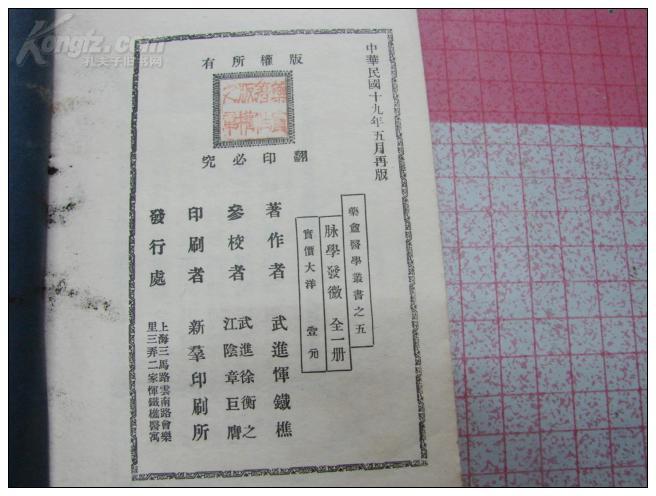 Kongfz.com
孔夫子旧书网
中華民國十九年五月再版
版權所有
翻印必究
藥盦醫學叢書之五
脉學發微 全一册
實價大洋 壹元
著作者 武進惲鐵樵
參校者 武進徐衡之
江陰章巨膺
印刷者 新羣印刷所
發行處 上海三馬路雲南路會樂
里三弄二家惲鐵樵醫寓